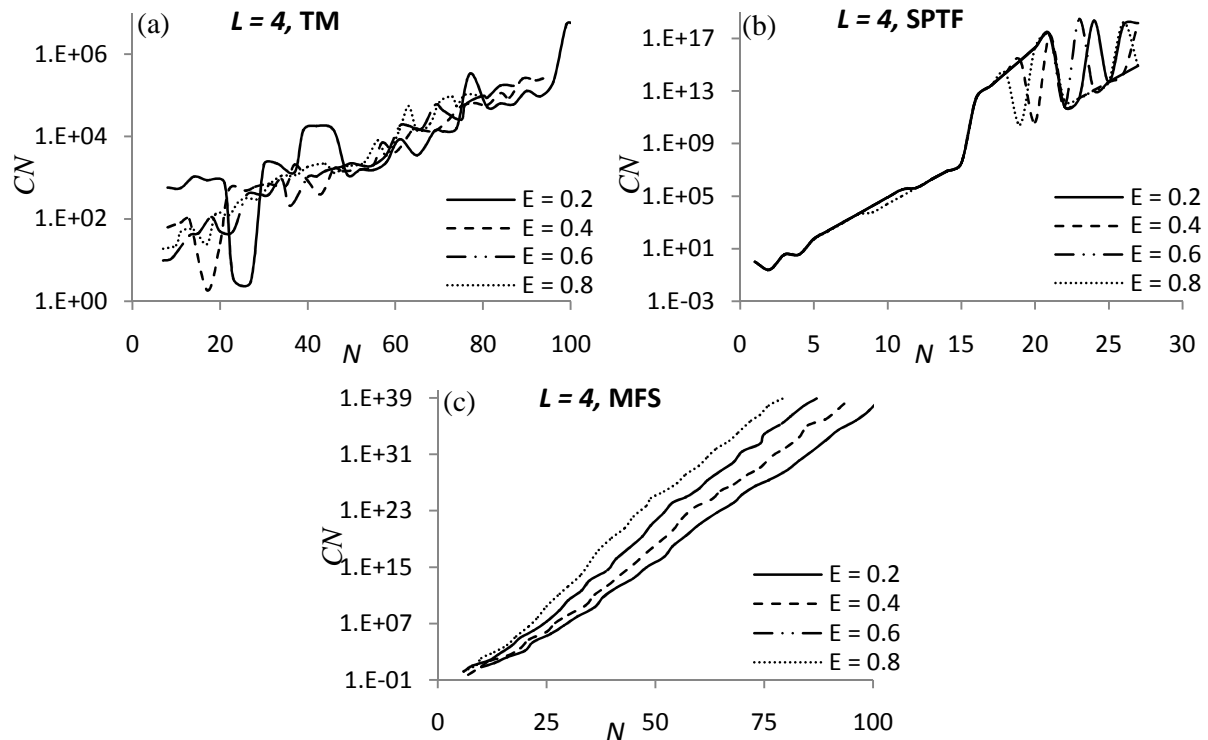 (a)
L = 4, TM
1.E+06
1.E+04
1.E+02
1.E+00
CN
0
20
40
60
80
100
N
E = 0.2
E = 0.4
E = 0.6
E = 0.8
(b)
L = 4, SPTF
1.E+17
1.E+13
1.E+09
1.E+05
1.E+01
1.E-03
CN
0
5
10
15
20
25
30
N
E = 0.2
E = 0.4
E = 0.6
E = 0.8
(c)
L = 4, MFS
1.E+39
1.E+31
1.E+23
1.E+15
1.E+07
1.E-01
CN
0
25
50
75
100
N
E = 0.2
E = 0.4
E = 0.6
E = 0.8